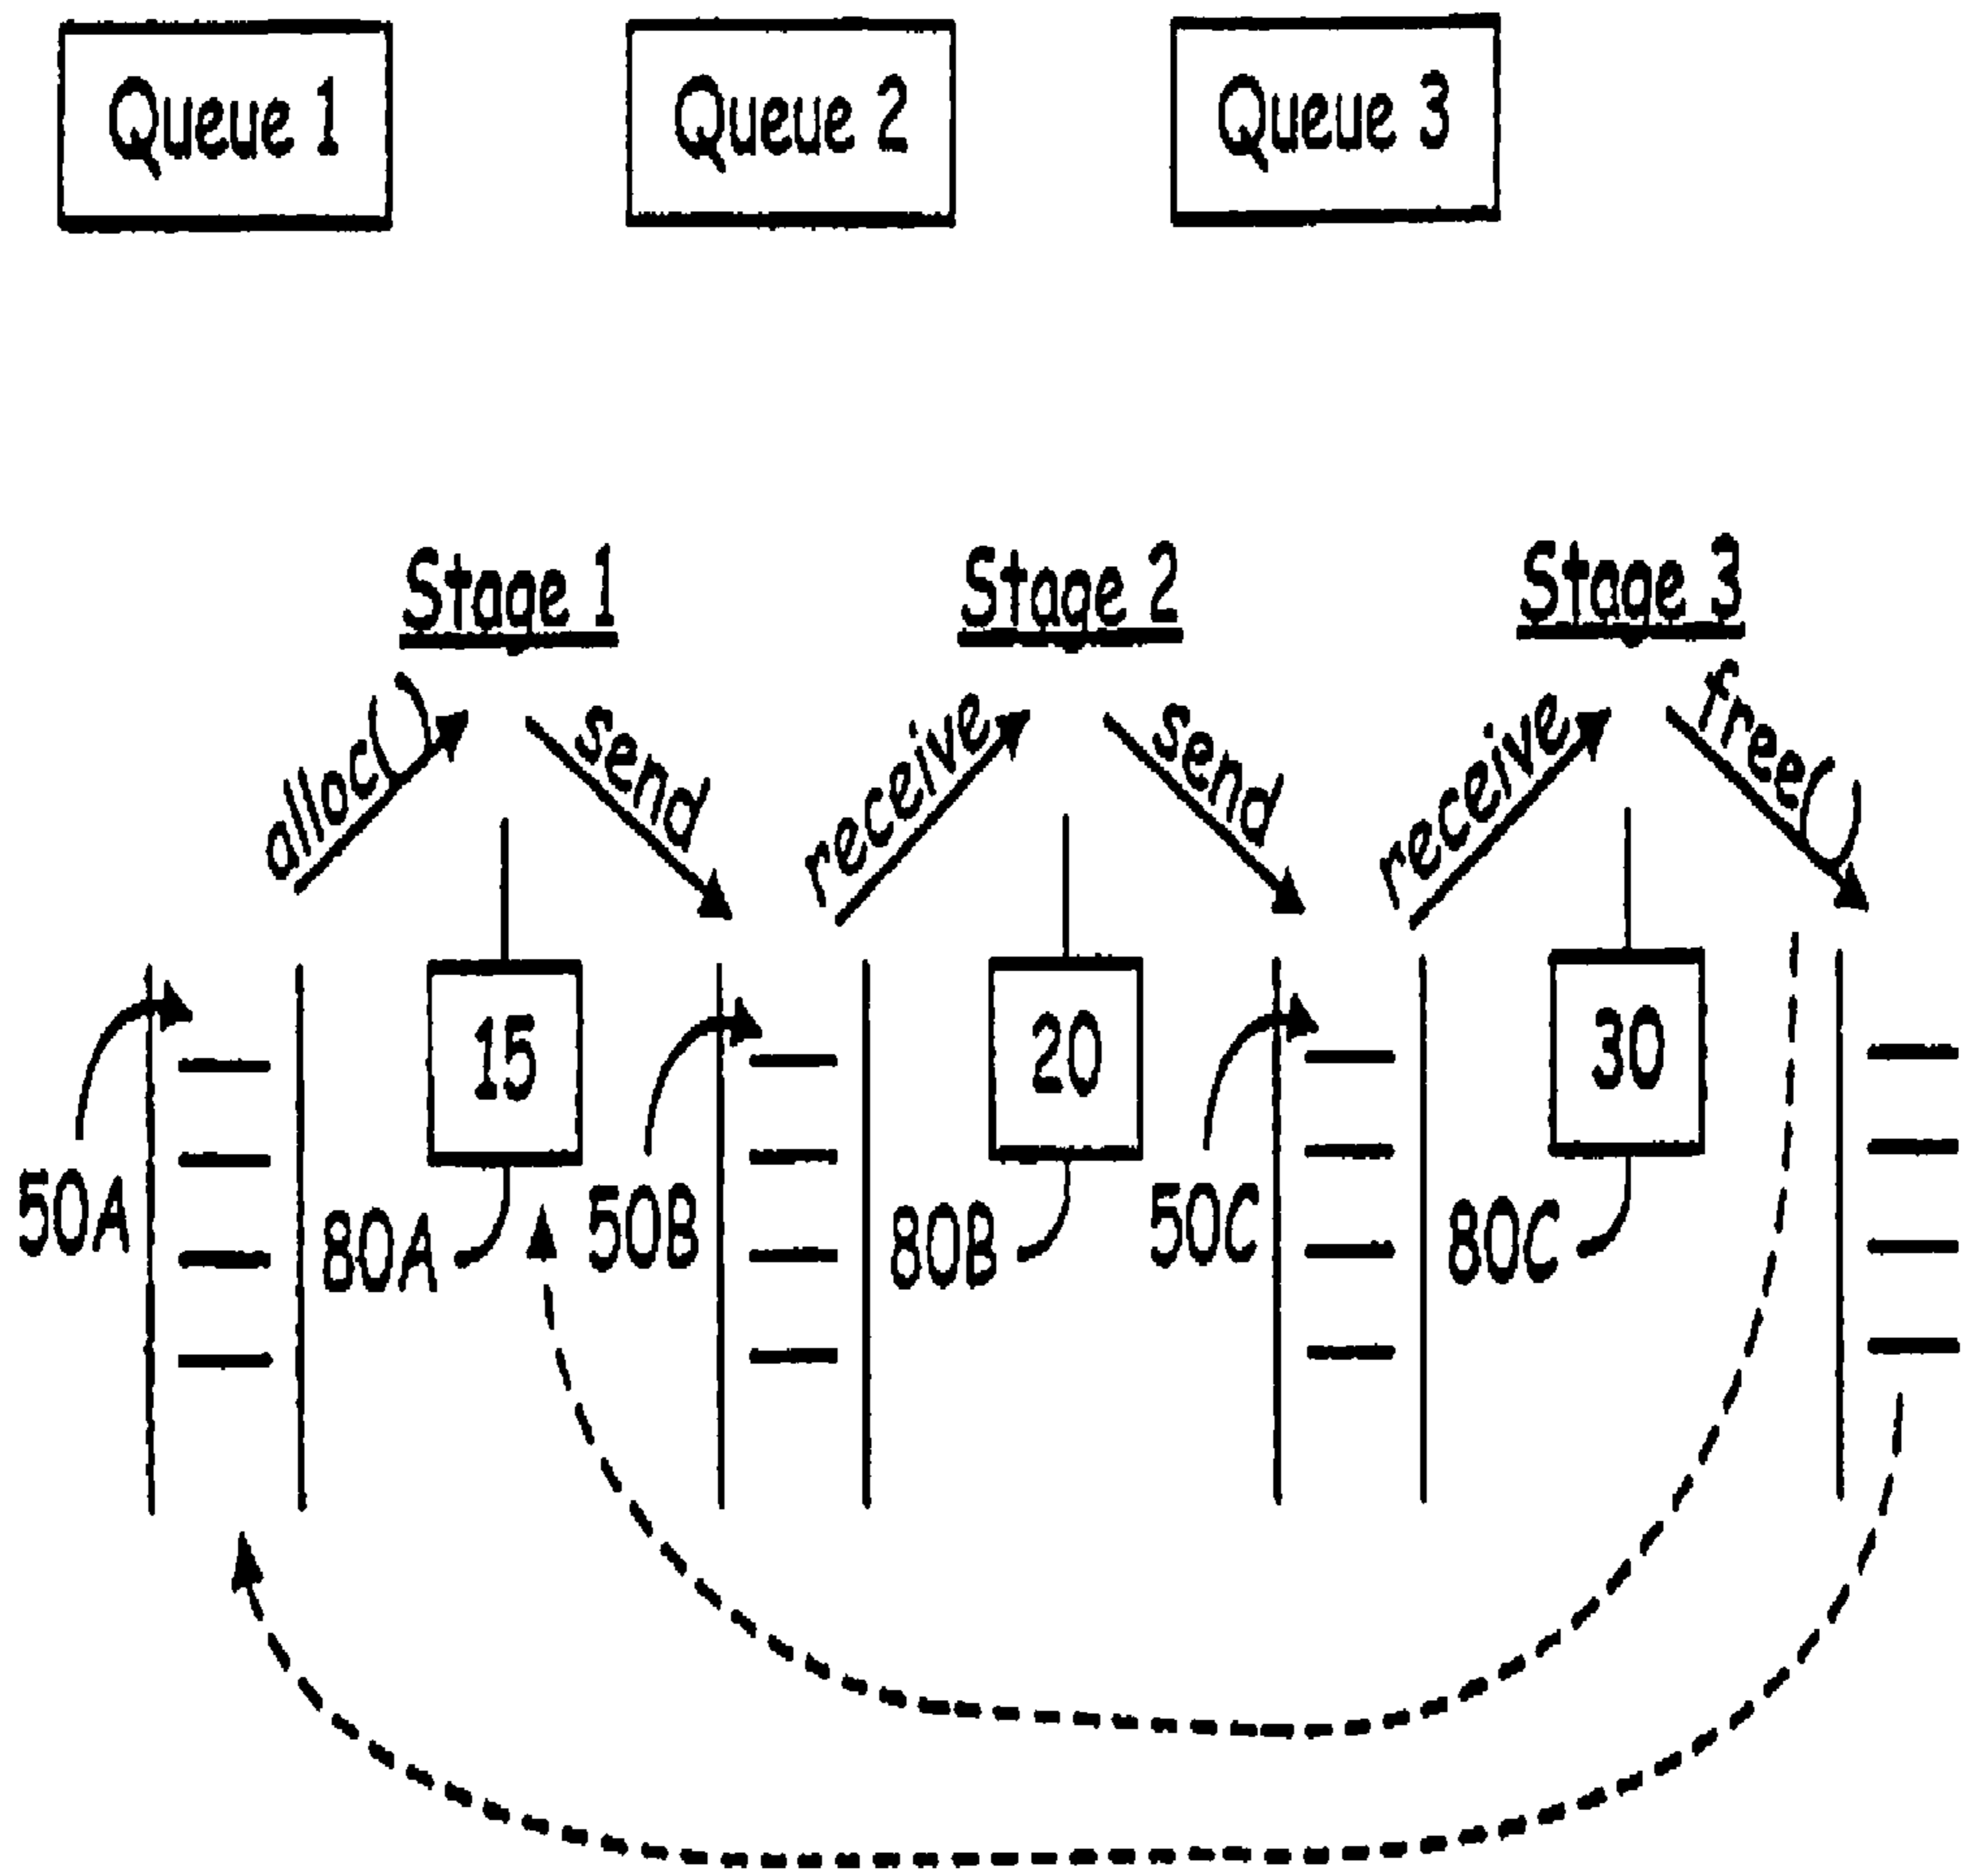 Queue 1 Queue 2 Queue 3
Stage 1 Stage 2 Stage 3
alloc() send receive send receive free()
15 20 30
50A 80A 50B 80B 50C 80C